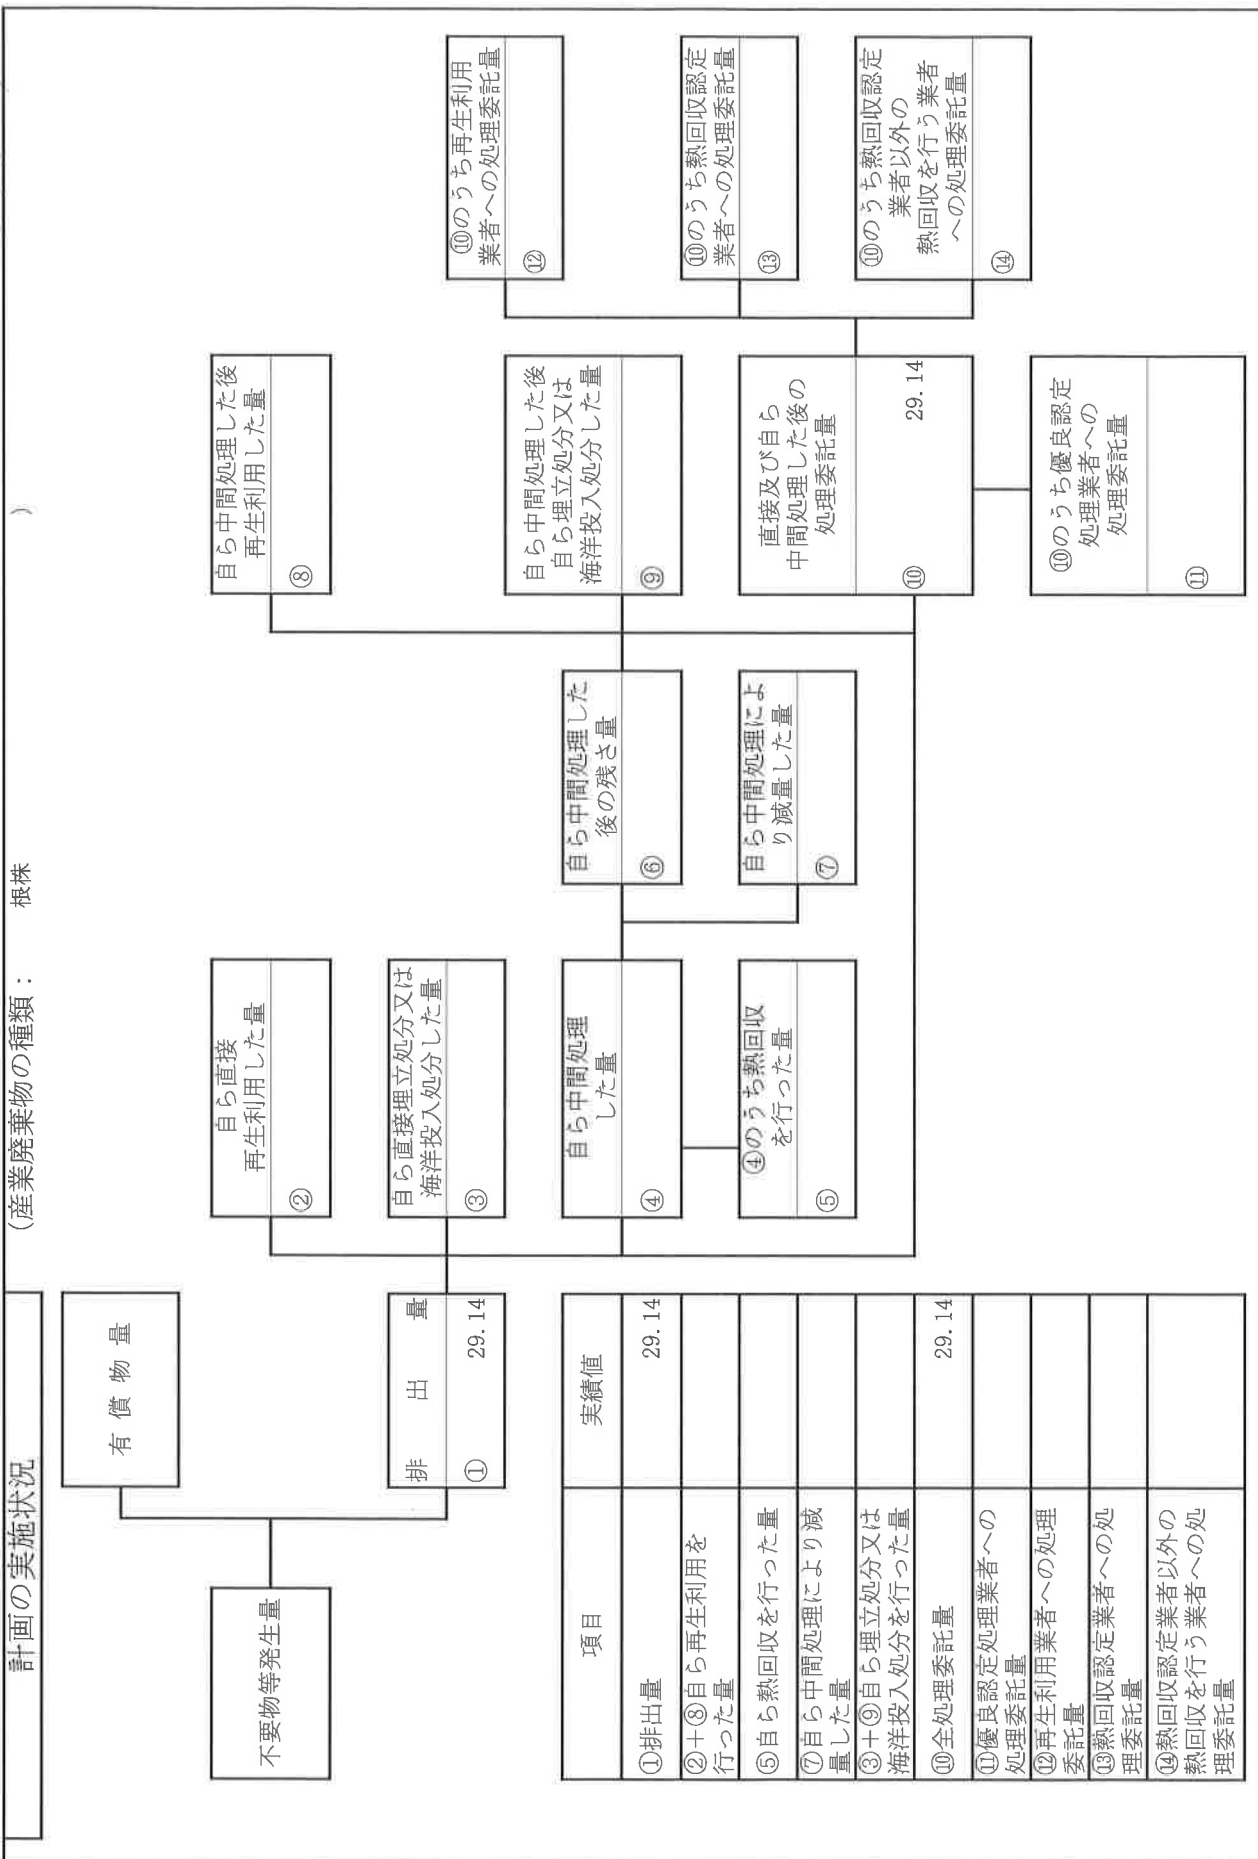 計画の実施状況
(産業廃棄物の種類： 根株 )
不要物等発生量
有償物量
排出量
① 29.14
自ら直接
再生利用した量
②
自ら直接埋立処分又は
海洋投入処分した量
③
自ら中間処理
した量
④
④のうち熱回収
を行った量
⑤
自ら中間処理した
後の残さ量
⑥
自ら中間処理によ
り減量した量
⑦
自ら中間処理した後
再生利用した量
⑧
自ら中間処理した後
自ら埋立処分又は
海洋投入処分した量
⑨
直接及び自ら
中間処理した後の
処理委託量
⑩ 29.14
⑩のうち優良認定
処理業者への
処理委託量
⑪
⑩のうち再生利用
業者への処理委託量
⑫
⑩のうち熱回収認定
業者への処理委託量
⑬
⑩のうち熱回収認定
業者以外の
熱回収を行う業者
への処理委託量
⑭
項目 実績値
①排出量 29.14
②＋⑧自ら再生利用を
行った量
⑤自ら熱回収を行った量
⑦自ら中間処理により減
量した量
③＋⑨自ら埋立処分又は
海洋投入処分を行った量
⑩全処理委託量 29.14
⑪優良認定処理業者への
処理委託量
⑫再生利用業者への処理
委託量
⑬熱回収認定業者への処
理委託量
⑭熱回収認定業者以外の
熱回収を行う業者への処
理委託量